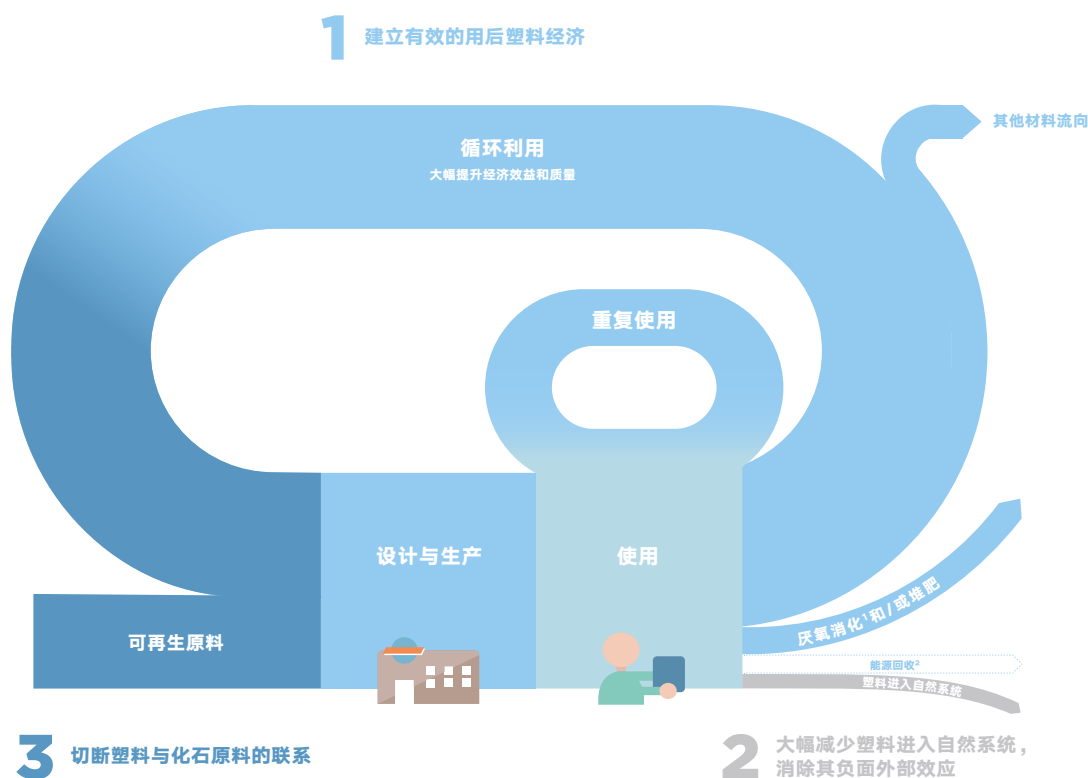 1 建立有效的用后塑料经济
其他材料流向
循环利用
大幅提升经济效益和质量
重复使用
设计与生产
使用
可再生原料
厌氧消化¹和/或堆肥
能源回收²
塑料进入自然系统
3 切断塑料与化石原料的联系
2 大幅减少塑料进入自然系统，
消除其负面外部效应